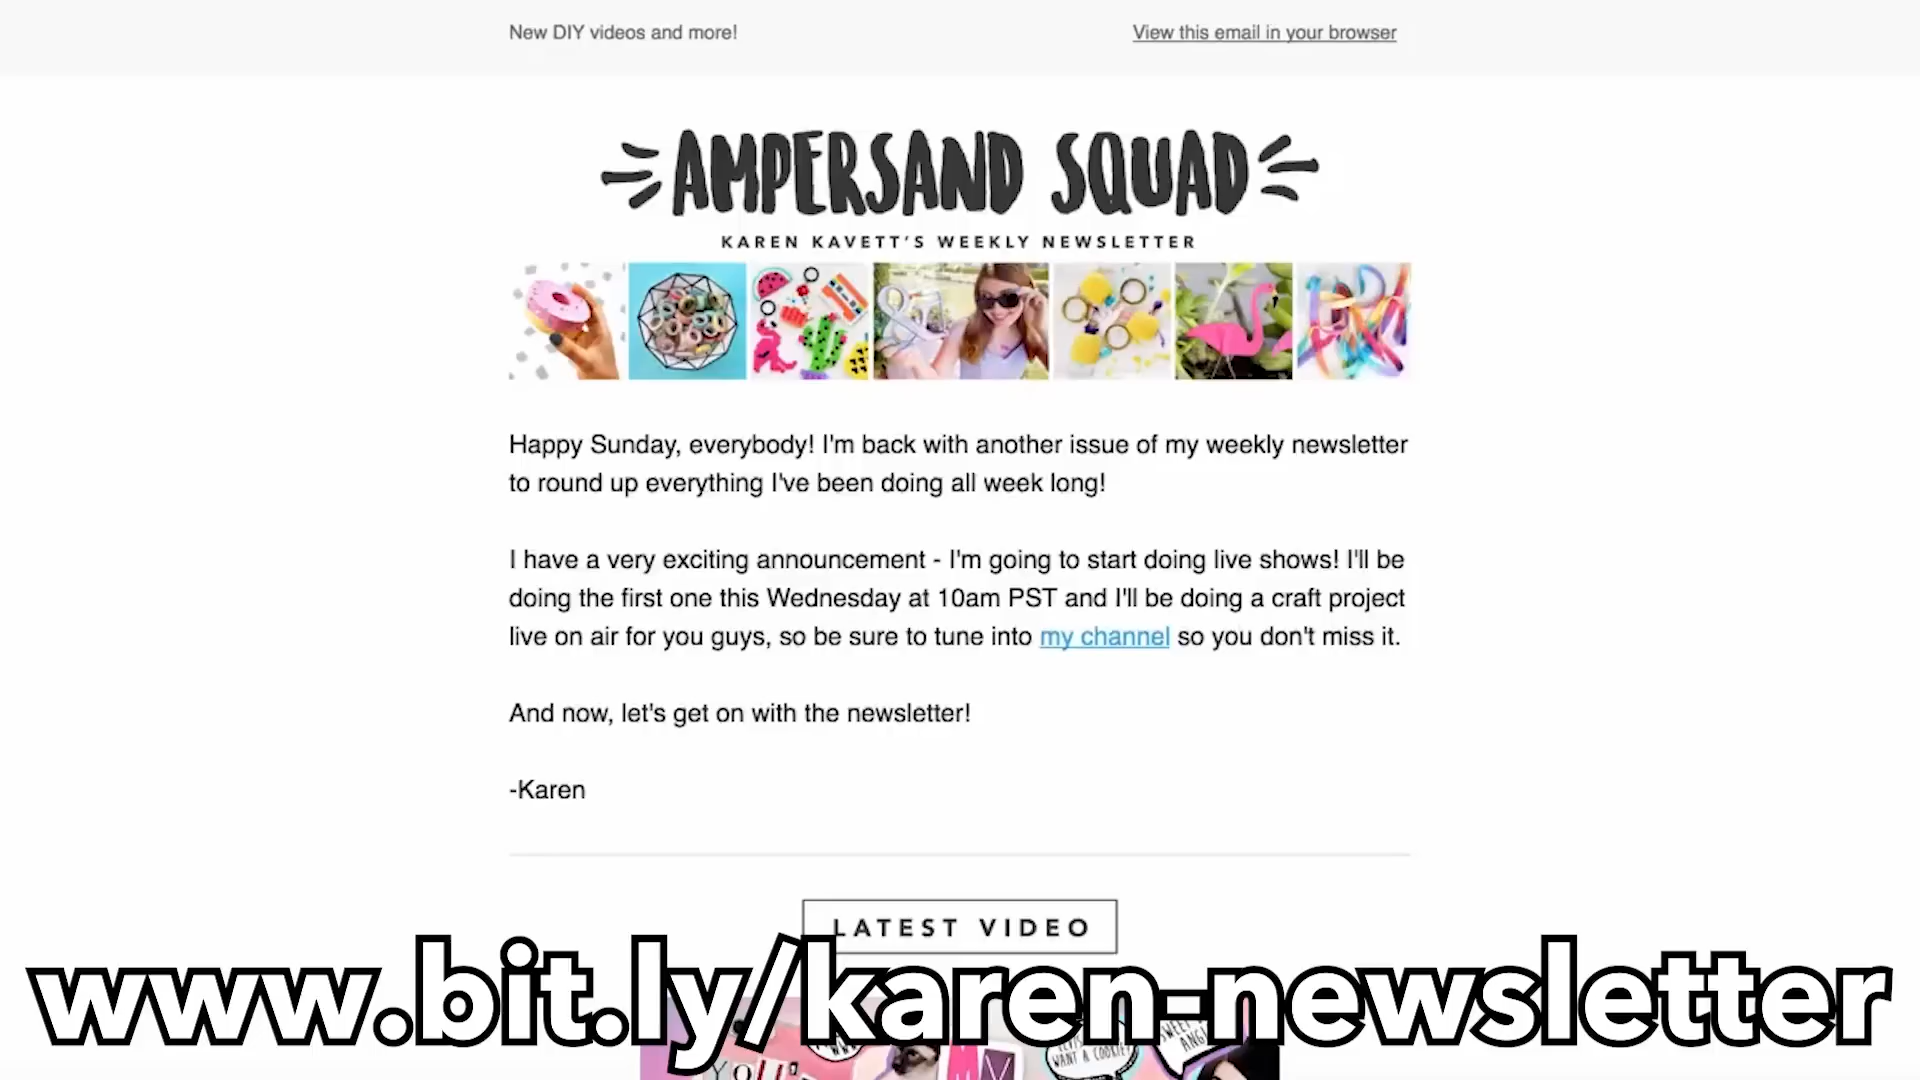 New DIY videos and more!
View this email in your browser
AMPERSAND SQUAD
KAREN KAVETT'S WEEKLY NEWSLETTER
Happy Sunday, everybody! I'm back with another issue of my weekly newsletter
to round up everything I've been doing all week long!
I have a very exciting announcement - I'm going to start doing live shows! I'll be
doing the first one this Wednesday at 10am PST and I'll be doing a craft project
live on air for you guys, so be sure to tune into my channel so you don't miss it.
And now, let's get on with the newsletter!
-Karen
LATEST VIDEO
www.bit.ly/karen-newsletter
WANT A COOKIE?
MY